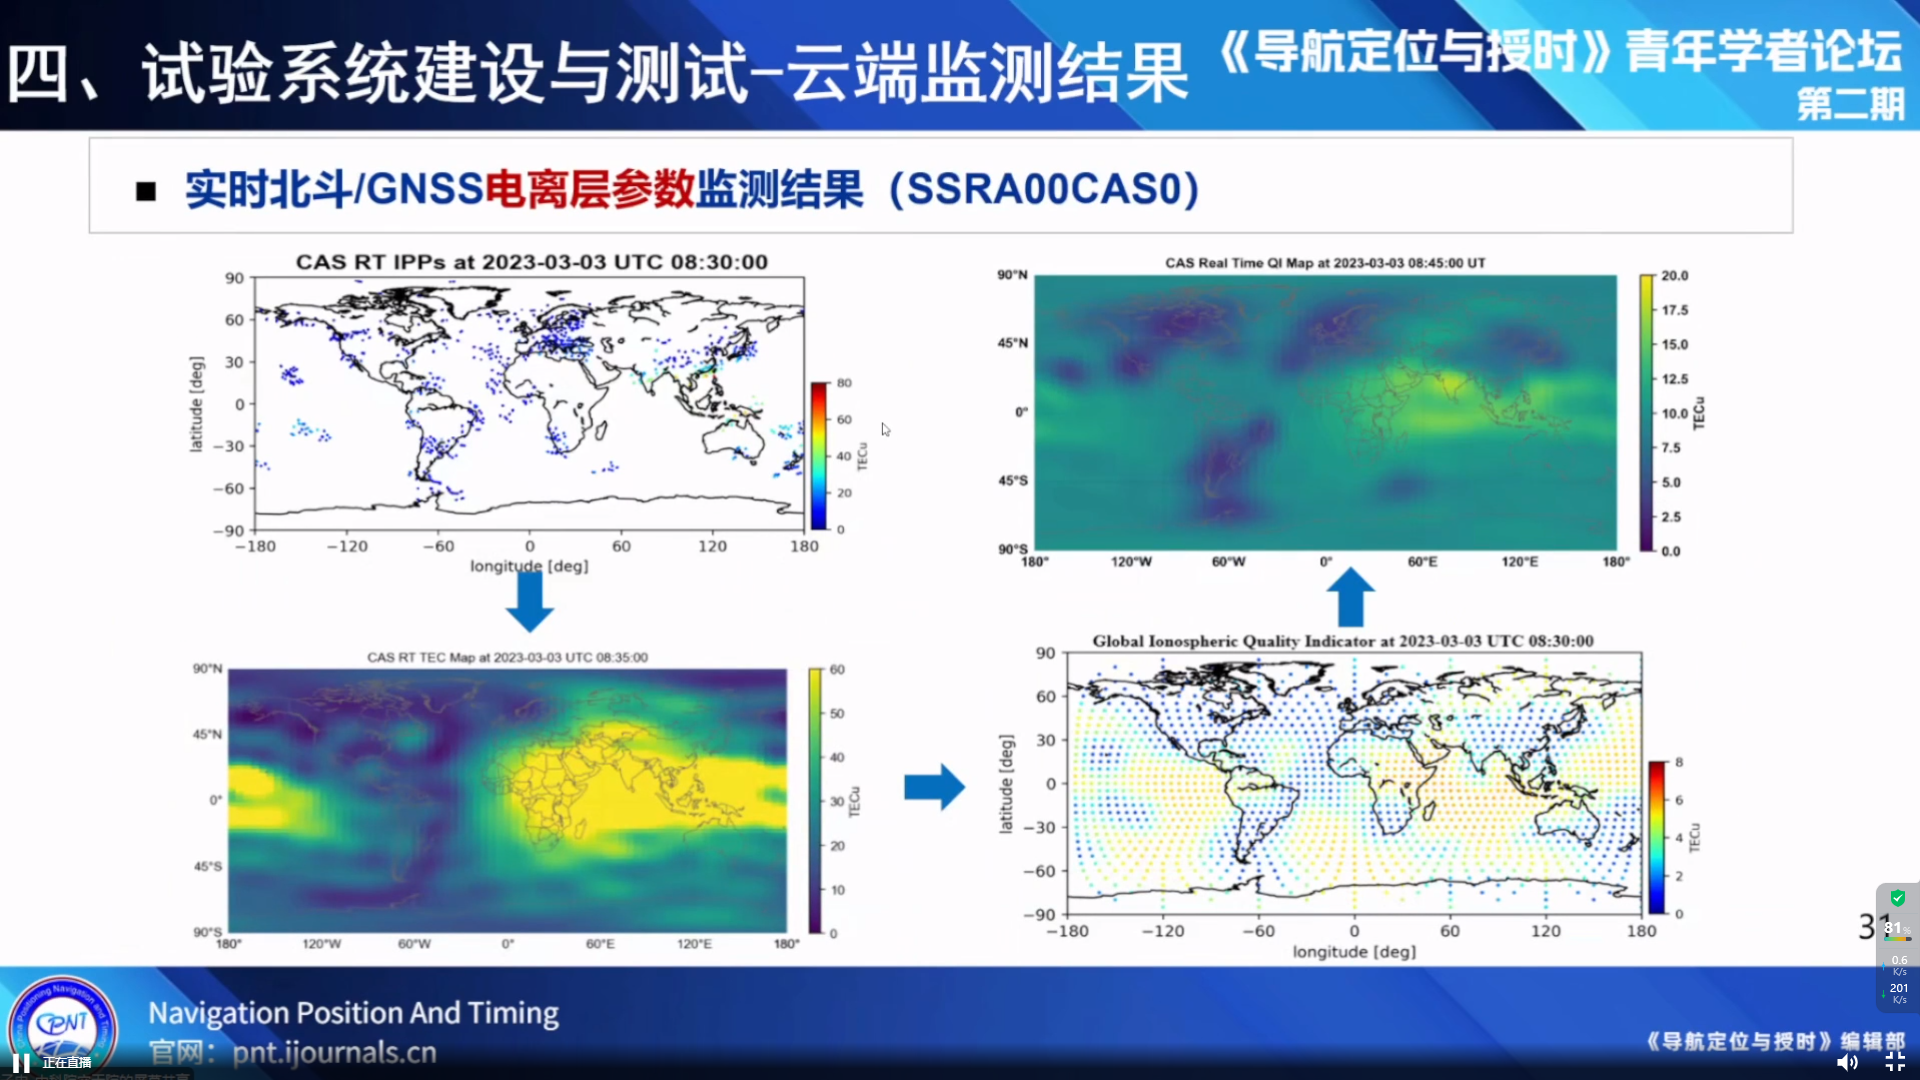 四、试验系统建设与测试-云端监测结果
《导航定位与授时》青年学者论坛
第二期
■ 实时北斗/GNSS电离层参数监测结果（SSRA00CAS0）
CAS RT IPPs at 2023-03-03 UTC 08:30:00
90
60
30
0
−30
−60
−90
latitude [deg]
−180 −120 −60 0 60 120 180
longitude [deg]
80
60
40
20
0
TECu
CAS Real Time QI Map at 2023-03-03 08:45:00 UT
90°N
45°N
0°
45°S
90°S
180° 120°W 60°W 0° 60°E 120°E 180°
20.0
17.5
15.0
12.5
10.0
7.5
5.0
2.5
0.0
TECu
CAS RT TEC Map at 2023-03-03 UTC 08:35:00
90°N
45°N
0°
45°S
90°S
180° 120°W 60°W 0° 60°E 120°E 180°
60
50
40
30
20
10
0
TECu
Global Ionospheric Quality Indicator at 2023-03-03 UTC 08:30:00
90
60
30
0
−30
−60
−90
latitude [deg]
−180 −120 −60 0 60 120 180
longitude [deg]
8
6
4
2
0
TECu
81%
0.6
K/s
201
K/s
China Positioning Navigation and Timing
CPNT
Navigation Position And Timing
官网：pnt.ijournals.cn
正在直播
《导航定位与授时》编辑部